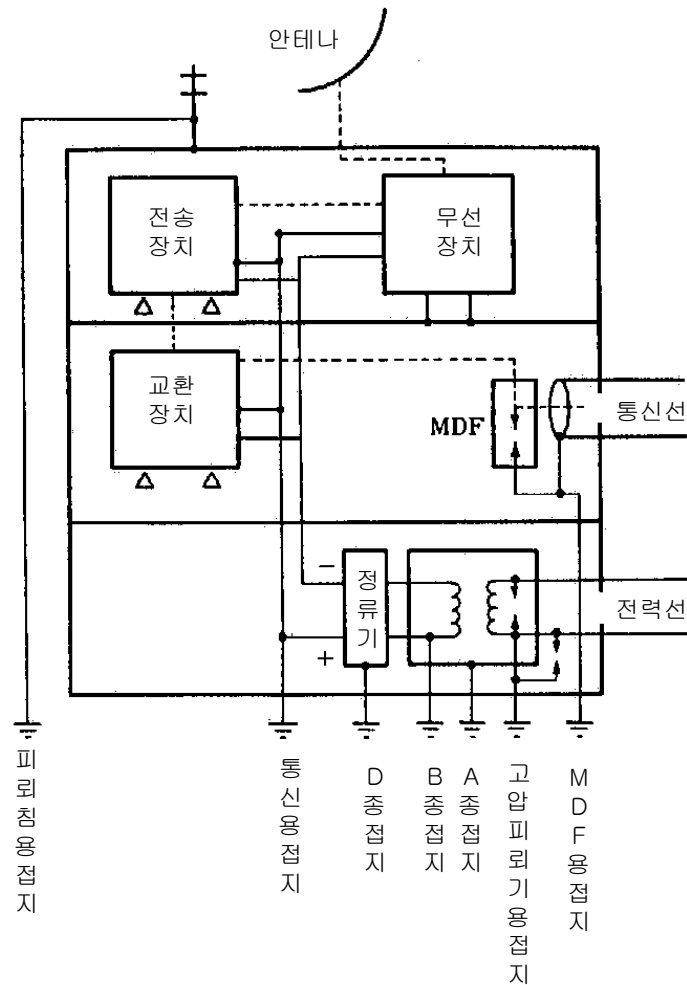 안테나
전송
장치
무선
장치
교환
장치
MDF
통신선
−
정
류
기
+
전력선
피뢰침용접지
통신용접지
D종접지
B종접지
A종접지
고압피뢰기용접지
MDF용접지